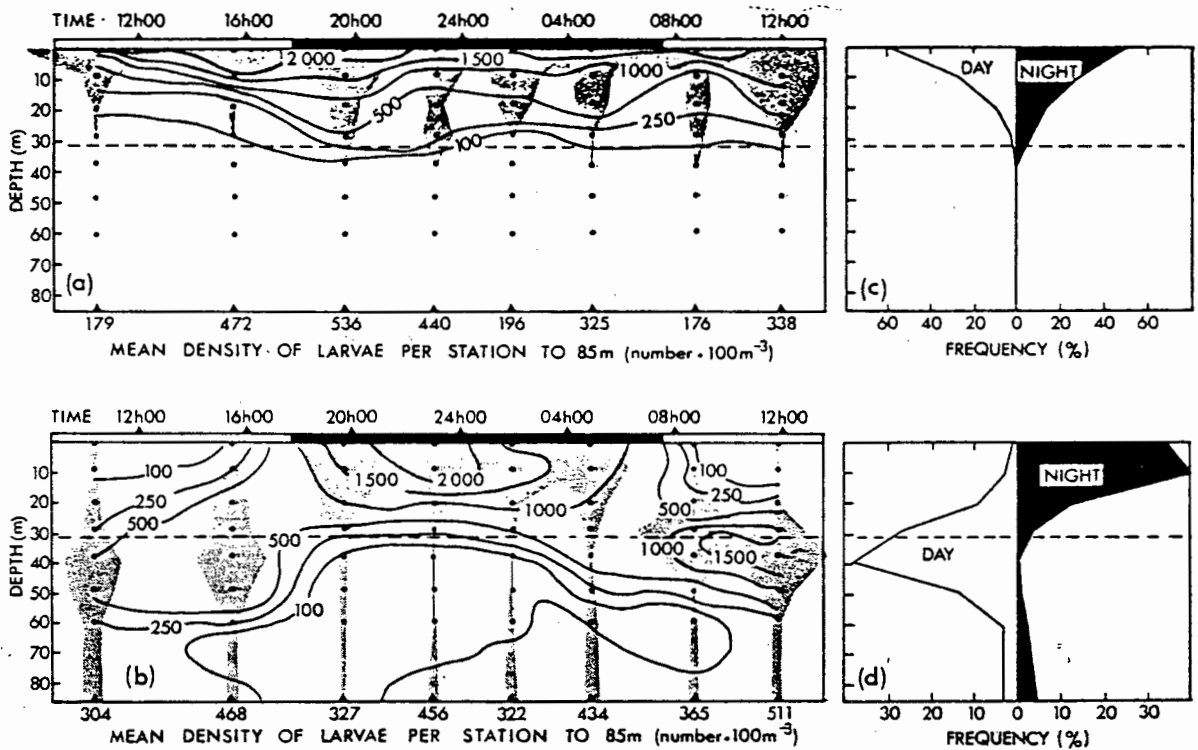 TIME · 12h00 16h00 20h00 24h00 04h00 08h00 12h00
2 000 1 500 1000
10
20
30
40
50
60
70
80
DEPTH (m)
500 250 100
(a)
179 472 536 440 196 325 176 338
MEAN DENSITY · OF LARVAE PER STATION TO 85m (number · 100m⁻³)
DAY NIGHT
(c)
60 40 20 0 20 40 60
FREQUENCY (%)
TIME 12h00 16h00 20h00 24h00 04h00 08h00 12h00
10
20
30
40
50
60
70
80
DEPTH (m)
100 250 500
1500 2 000 1000
100 250 500
1000 1500
500 100 250
(b)
304 468 327 456 322 434 365 511
MEAN DENSITY OF LARVAE PER STATION TO 85m (number · 100m⁻³)
NIGHT
DAY
(d)
30 20 10 0 10 20 30
FREQUENCY (%)